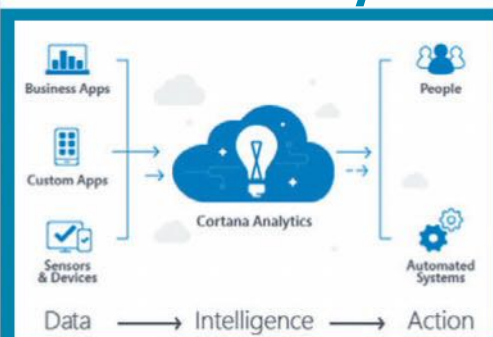 Business Apps
Custom Apps
Sensors
& Devices
Cortana Analytics
People
Automated
Systems
Data → Intelligence → Action